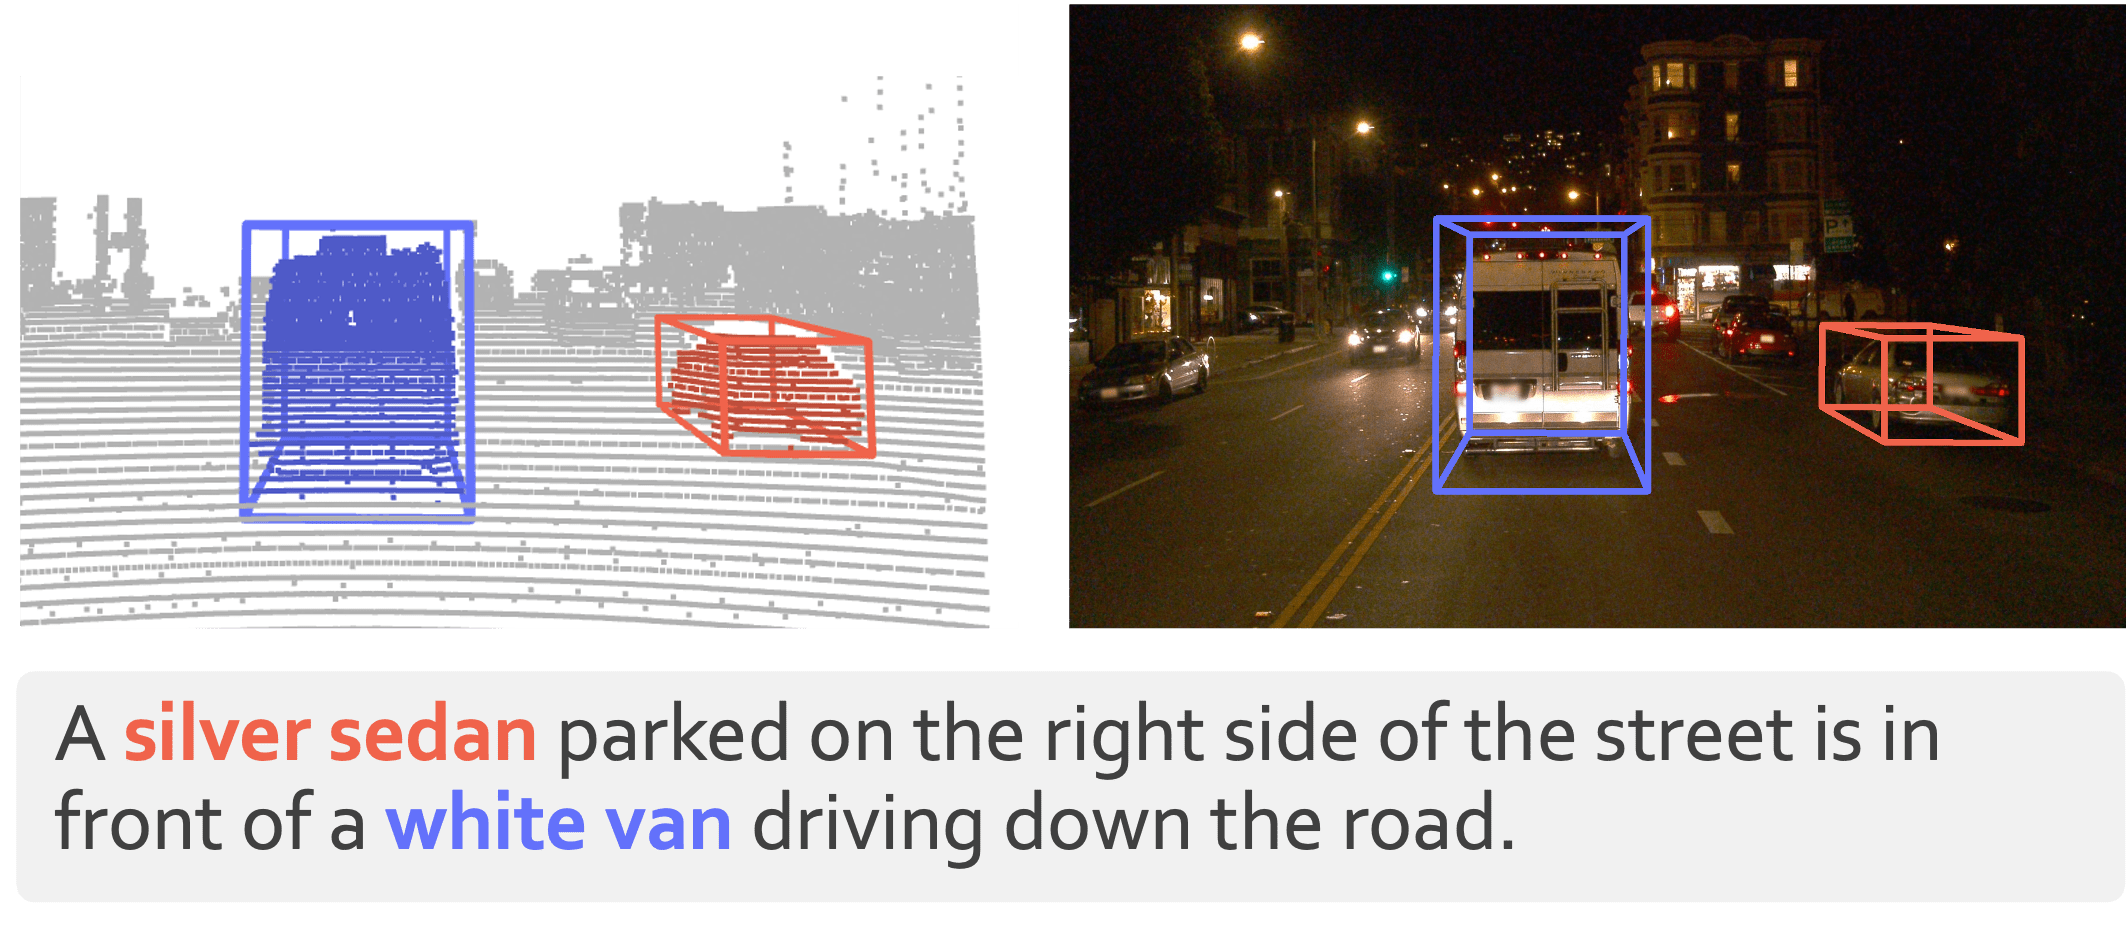 P
A silver sedan parked on the right side of the street is in
front of a white van driving down the road.